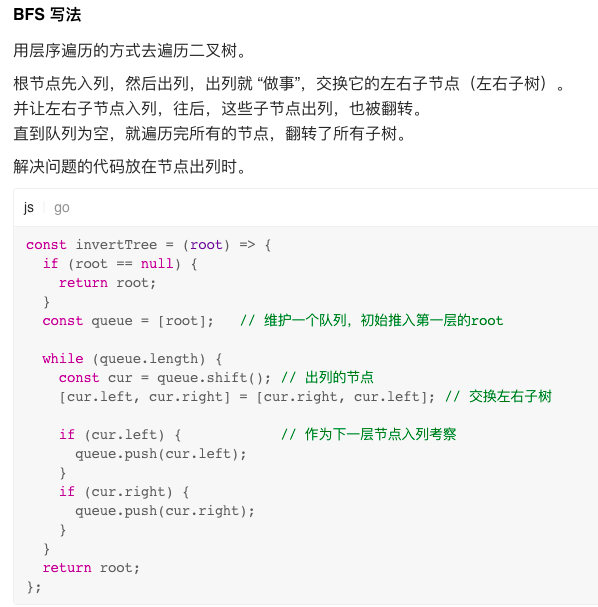 BFS 写法
用层序遍历的方式去遍历二叉树。
根节点先入列，然后出列，出列就 “做事”，交换它的左右子节点（左右子树）。
并让左右子节点入列，往后，这些子节点出列，也被翻转。
直到队列为空，就遍历完所有的节点，翻转了所有子树。
解决问题的代码放在节点出列时。
js go
const invertTree = (root) => {
  if (root == null) {
    return root;
  }
  const queue = [root];   // 维护一个队列，初始推入第一层的root

  while (queue.length) {
    const cur = queue.shift(); // 出列的节点
    [cur.left, cur.right] = [cur.right, cur.left]; // 交换左右子树

    if (cur.left) {            // 作为下一层节点入列考察
      queue.push(cur.left);
    }
    if (cur.right) {
      queue.push(cur.right);
    }
  }
  return root;
};